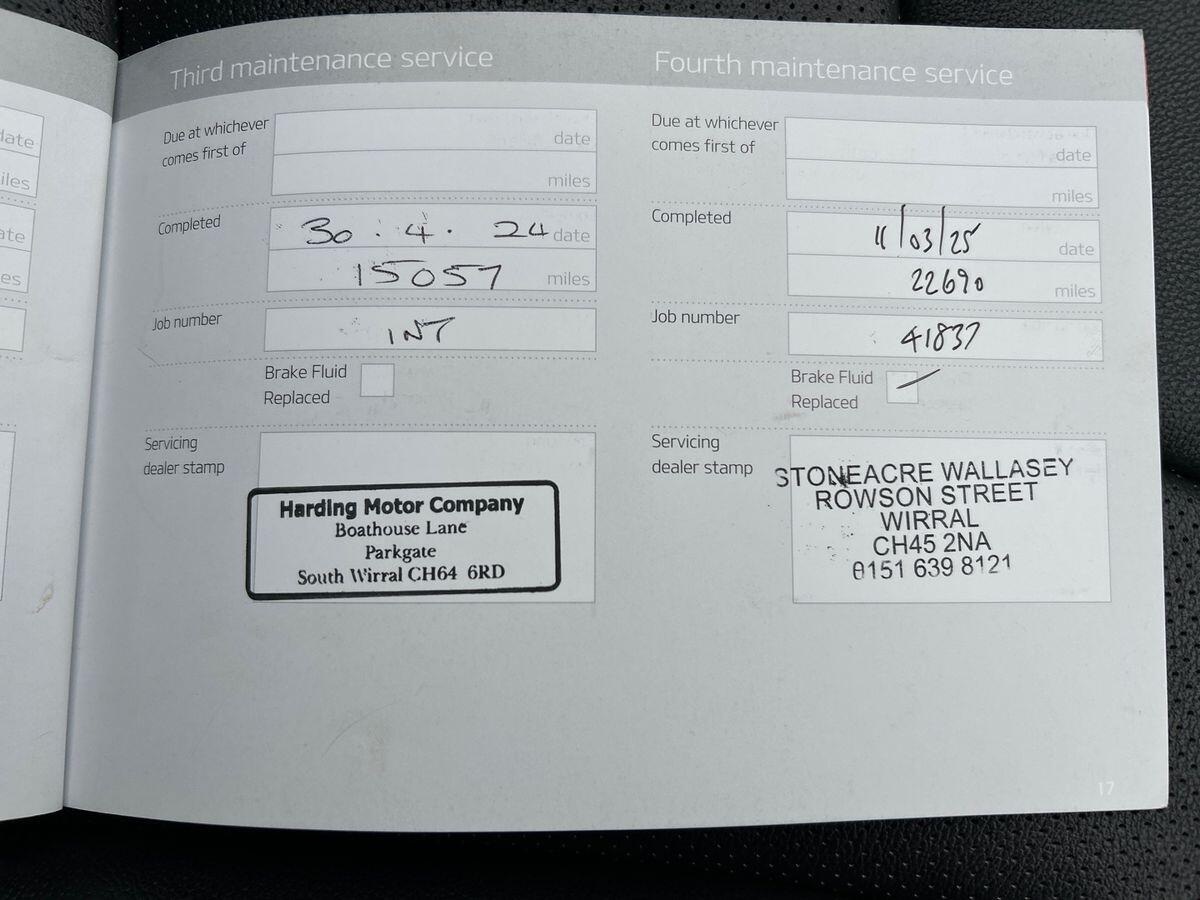 Third maintenance service
Due at whichever
comes first of
date
miles
Completed
30 . 4 . 24 date
15057 miles
Job number
INT
Brake Fluid
Replaced
Servicing
dealer stamp
Harding Motor Company
Boathouse Lane
Parkgate
South Wirral CH64 6RD
Fourth maintenance service
Due at whichever
comes first of
date
miles
Completed
11/03/25 date
22690 miles
Job number
41837
Brake Fluid
Replaced
Servicing
dealer stamp
STONEACRE WALLASEY
ROWSON STREET
WIRRAL
CH45 2NA
0151 639 8121
17